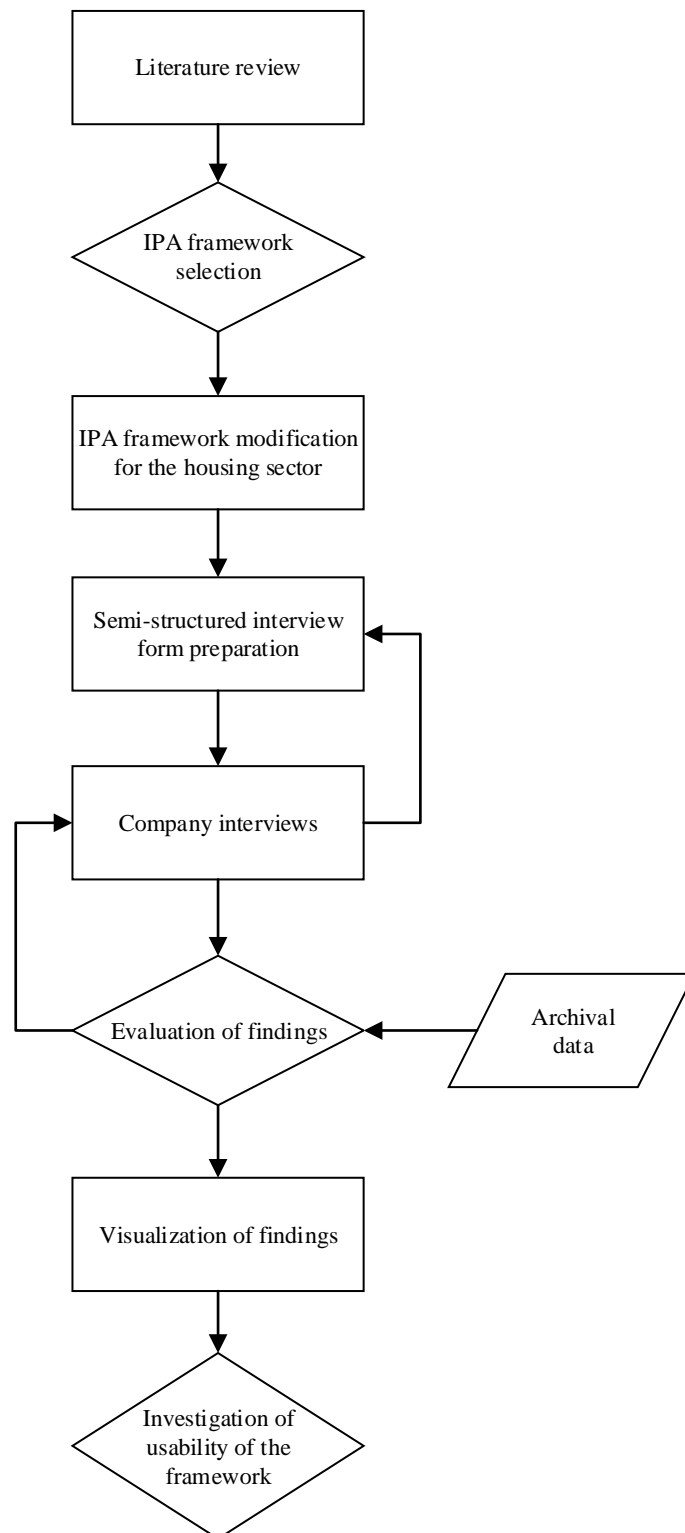 Literature review
IPA framework
selection
IPA framework modification
for the housing sector
Semi-structured interview
form preparation
Company interviews
Evaluation of findings
Archival
data
Visualization of findings
Investigation of
usability of the
framework